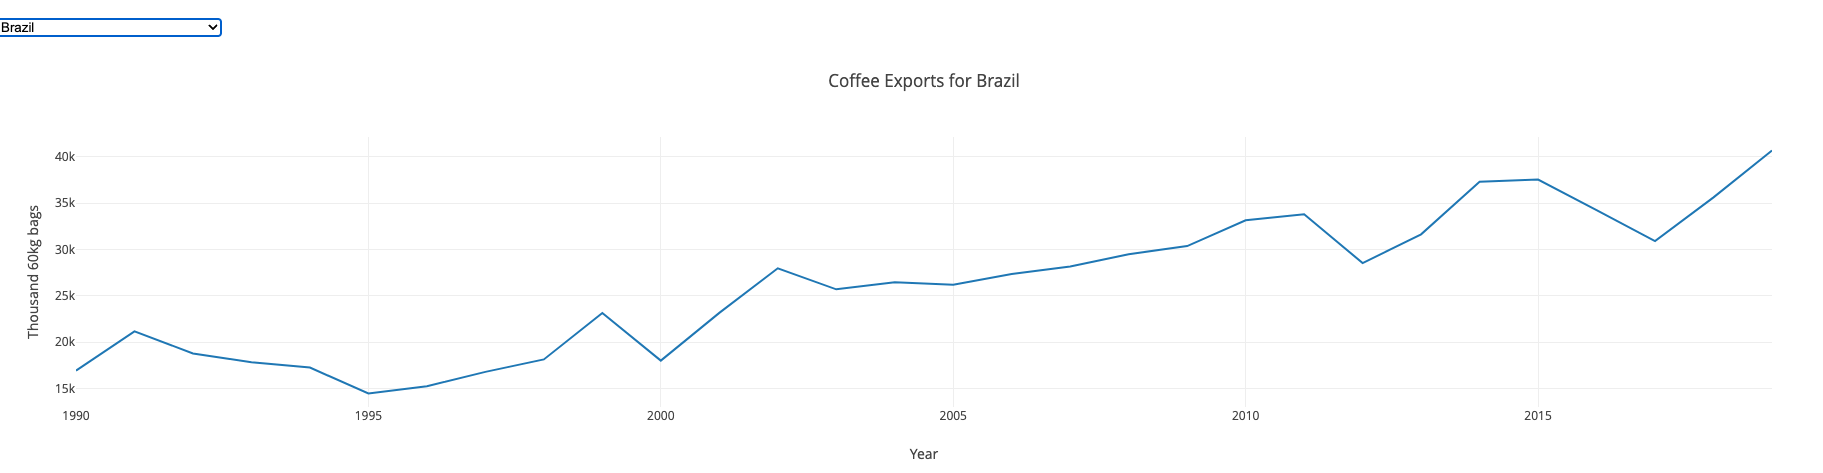 Brazil
Coffee Exports for Brazil
Thousand 60kg bags
40k
35k
30k
25k
20k
15k
1990 1995 2000 2005 2010 2015
Year